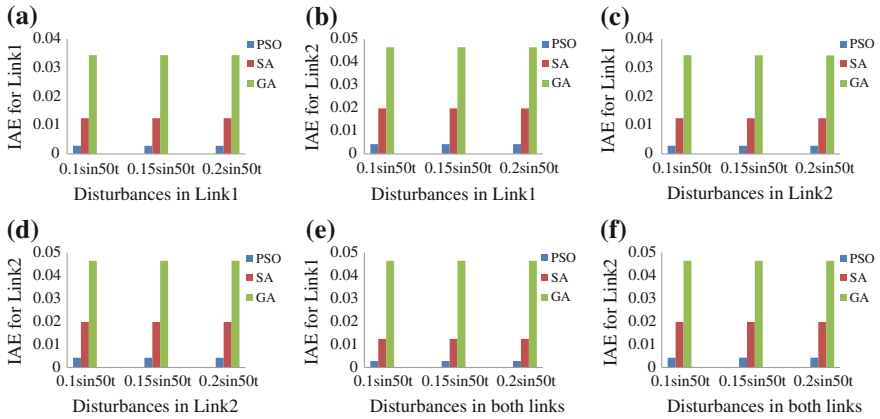 (a)
IAE for Link1
0.04
0.03
0.02
0.01
0
PSO
SA
GA
0.1sin50t 0.15sin50t 0.2sin50t
Disturbances in Link1
(b)
IAE for Link2
0.05
0.04
0.03
0.02
0.01
0
PSO
SA
GA
0.1sin50t 0.15sin50t 0.2sin50t
Disturbances in Link1
(c)
IAE for Link1
0.04
0.03
0.02
0.01
0
PSO
SA
GA
0.1sin50t 0.15sin50t 0.2sin50t
Disturbances in Link2
(d)
IAE for Link2
0.05
0.04
0.03
0.02
0.01
0
PSO
SA
GA
0.1sin50t 0.15sin50t 0.2sin50t
Disturbances in Link2
(e)
IAE for Link1
0.05
0.04
0.03
0.02
0.01
0
PSO
SA
GA
0.1sin50t 0.15sin50t 0.2sin50t
Disturbances in both links
(f)
IAE for Link2
0.05
0.04
0.03
0.02
0.01
0
PSO
SA
GA
0.1sin50t 0.15sin50t 0.2sin50t
Disturbances in both links